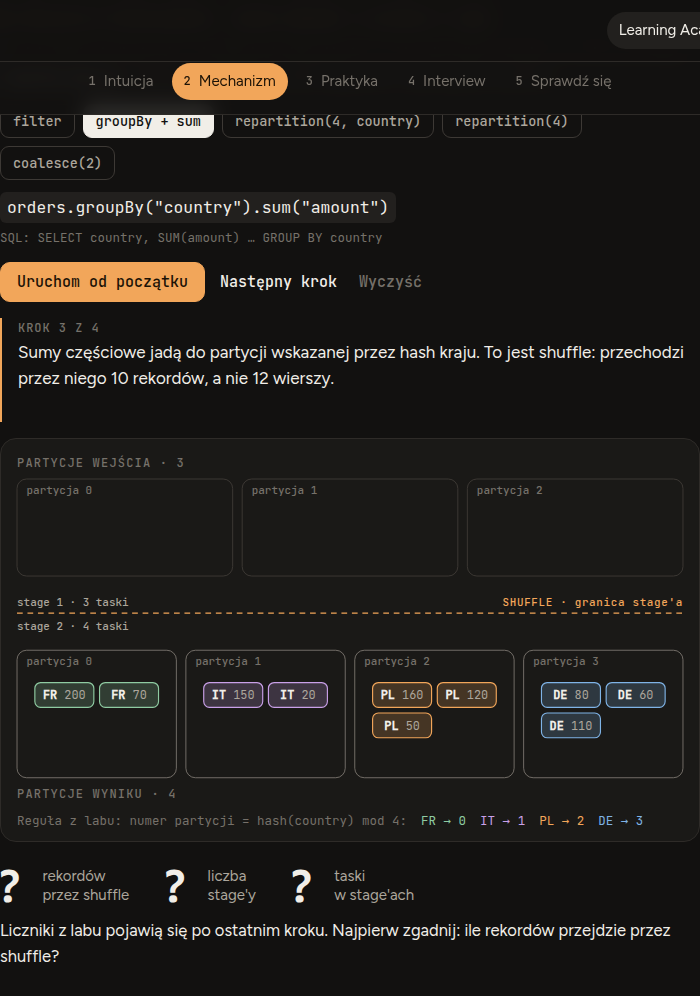 Learning Aca
1 Intuicja 2 Mechanizm 3 Praktyka 4 Interview 5 Sprawdź się
filter groupBy + sum repartition(4, country) repartition(4)
coalesce(2)
orders.groupBy("country").sum("amount")
SQL: SELECT country, SUM(amount) … GROUP BY country
Uruchom od początku Następny krok Wyczyść
KROK 3 Z 4
Sumy częściowe jadą do partycji wskazanej przez hash kraju. To jest shuffle: przechodzi
przez niego 10 rekordów, a nie 12 wierszy.
PARTYCJE WEJŚCIA · 3
partycja 0 partycja 1 partycja 2
stage 1 · 3 taski SHUFFLE · granica stage'a
stage 2 · 4 taski
partycja 0 partycja 1 partycja 2 partycja 3
FR 200 FR 70 IT 150 IT 20 PL 160 PL 120 DE 80 DE 60
PL 50 DE 110
PARTYCJE WYNIKU · 4
Reguła z labu: numer partycji = hash(country) mod 4: FR → 0 IT → 1 PL → 2 DE → 3
? rekordów ? liczba ? taski
przez shuffle stage'y w stage'ach
Liczniki z labu pojawią się po ostatnim kroku. Najpierw zgadnij: ile rekordów przejdzie przez
shuffle?